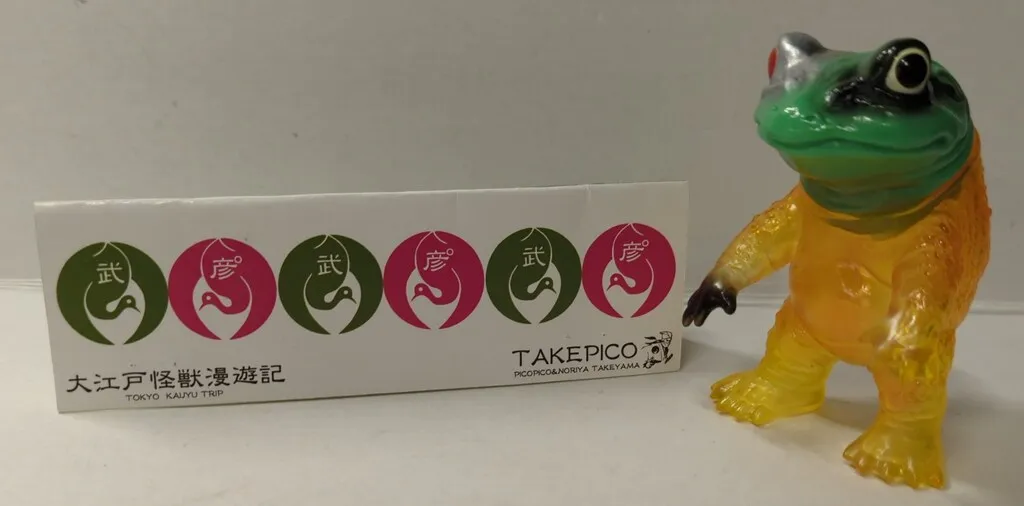 武 彦゜ 武 彦゜ 武 彦゜
大江戸怪獣漫遊記
TOKYO KAIJYU TRIP
TAKEPICO
PICOPICO&NORIYA TAKEYAMA